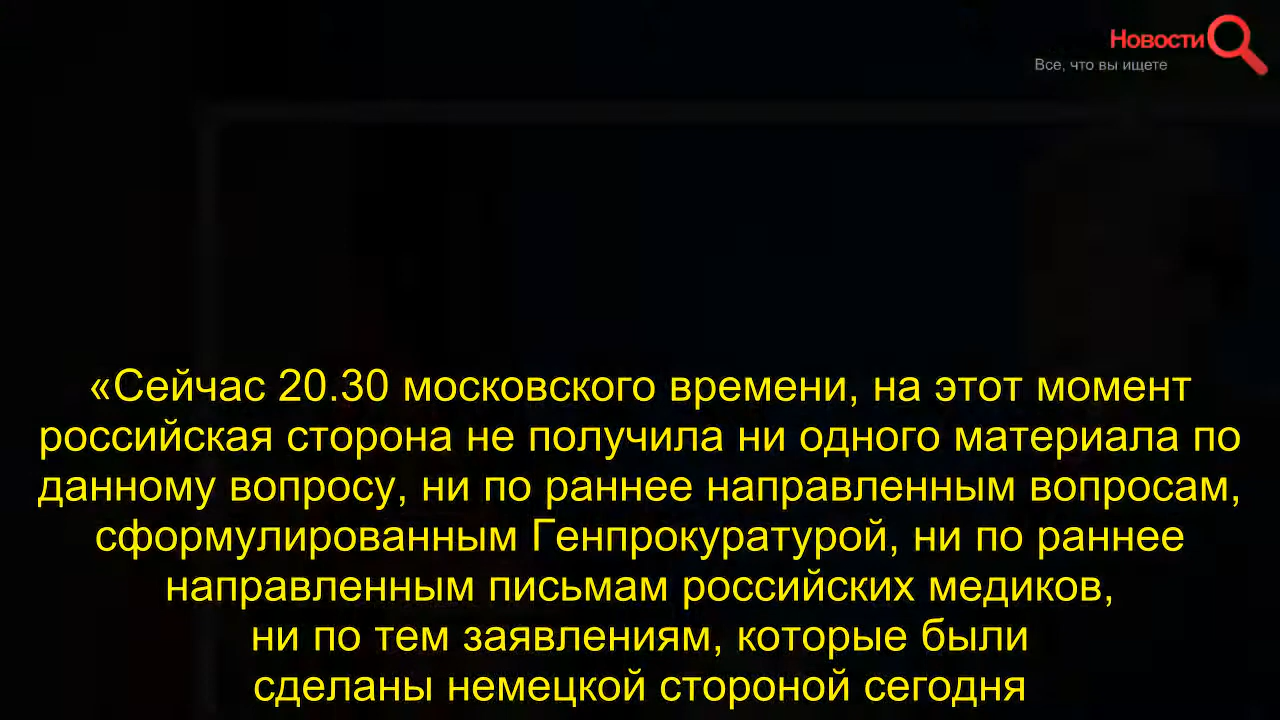 Новости
Все, что вы ищете
«Сейчас 20.30 московского времени, на этот момент
российская сторона не получила ни одного материала по
данному вопросу, ни по раннее направленным вопросам,
сформулированным Генпрокуратурой, ни по раннее
направленным письмам российских медиков,
ни по тем заявлениям, которые были
сделаны немецкой стороной сегодня